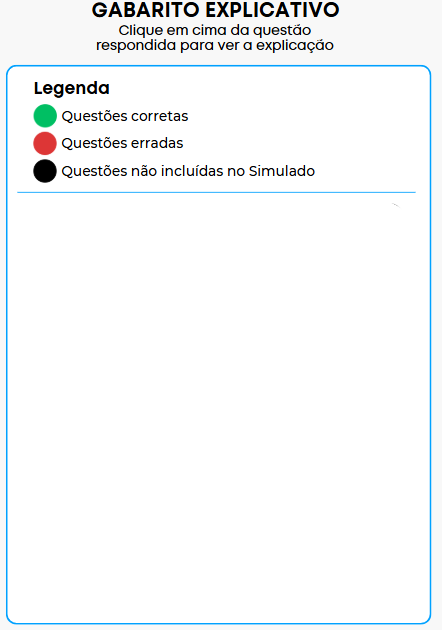 GABARITO EXPLICATIVO
Clique em cima da questão
respondida para ver a explicação
Legenda
Questões corretas
Questões erradas
Questões não incluídas no Simulado